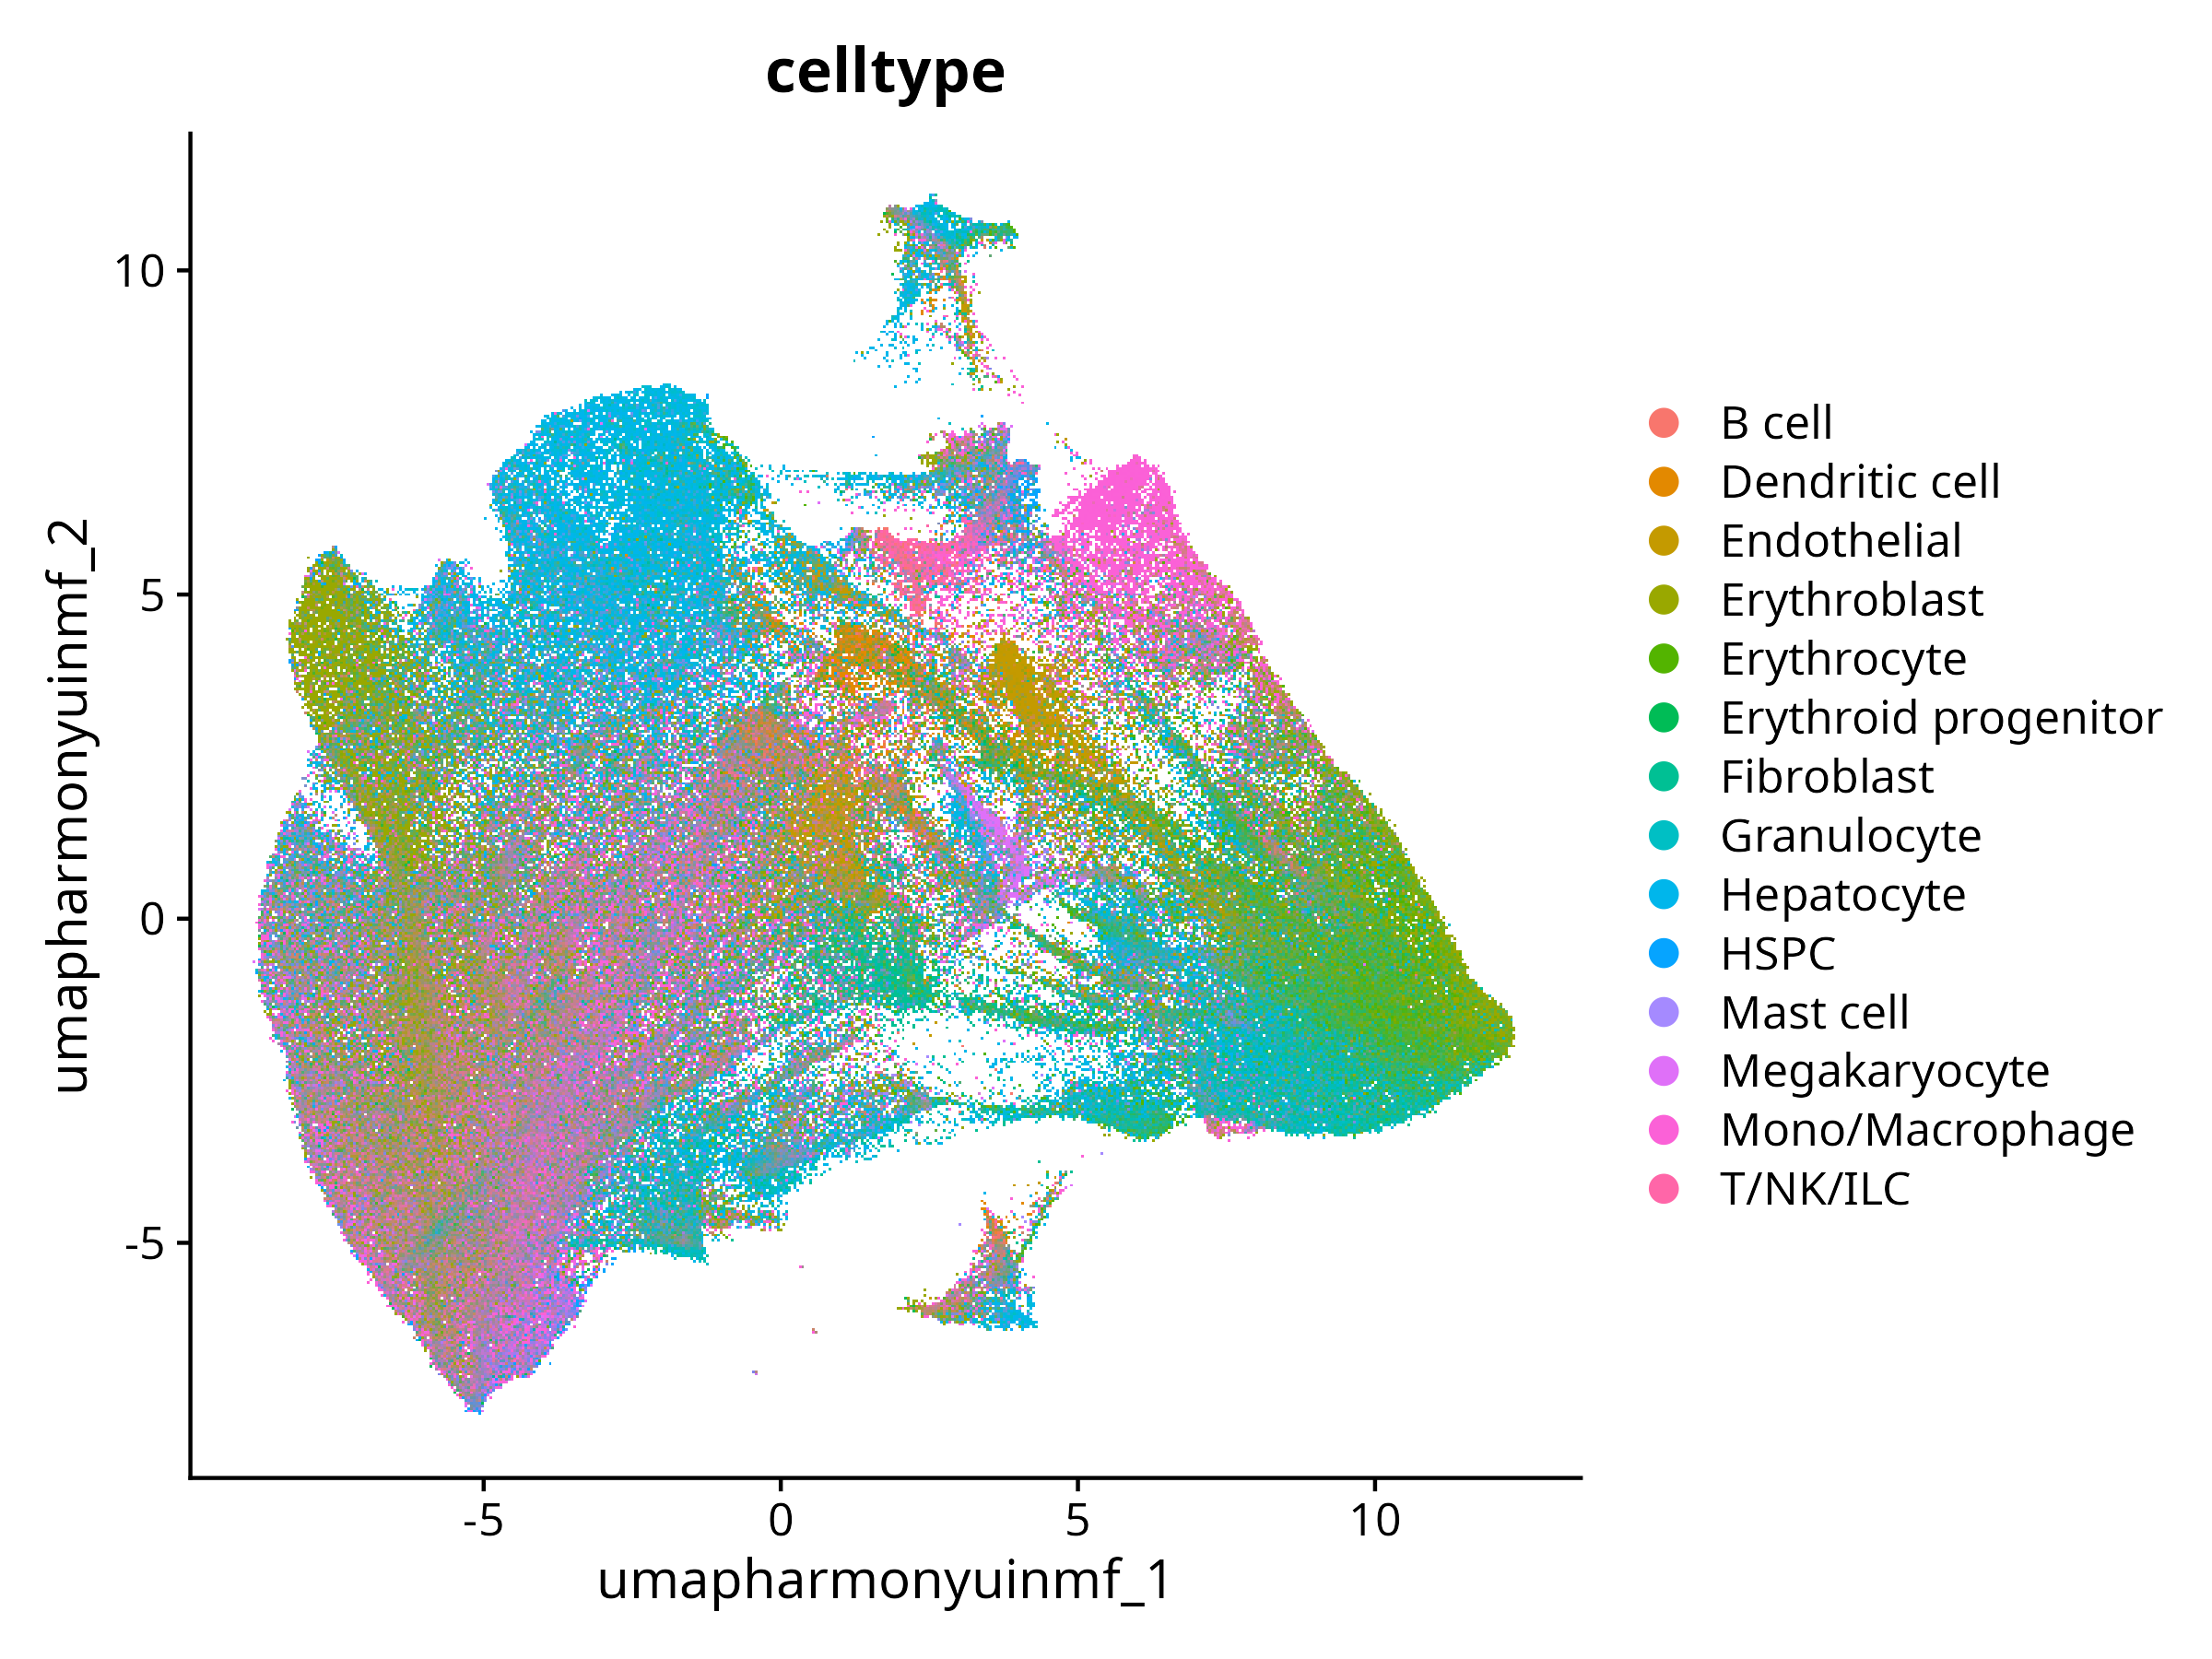 celltype
umapharmonyuinmf_2
10
5
0
-5
-5
0
5
10
umapharmonyuinmf_1
B cell
Dendritic cell
Endothelial
Erythroblast
Erythrocyte
Erythroid progenitor
Fibroblast
Granulocyte
Hepatocyte
HSPC
Mast cell
Megakaryocyte
Mono/Macrophage
T/NK/ILC